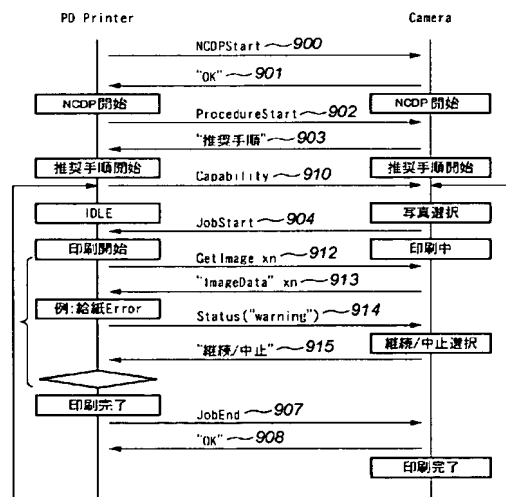 PD Printer
Camera
NCDPStart 900
"OK" 901
NCDP開始
NCDP開始
ProcedureStart 902
"推奨手順" 903
推奨手順開始
推奨手順開始
Capability 910
IDLE
写真選択
JobStart 904
印刷開始
印刷中
GetImage xn 912
"ImageData" xn 913
例:給紙Error
Status("warning") 914
継続/中止選択
"継続/中止" 915
印刷完了
JobEnd 907
"OK" 908
印刷完了